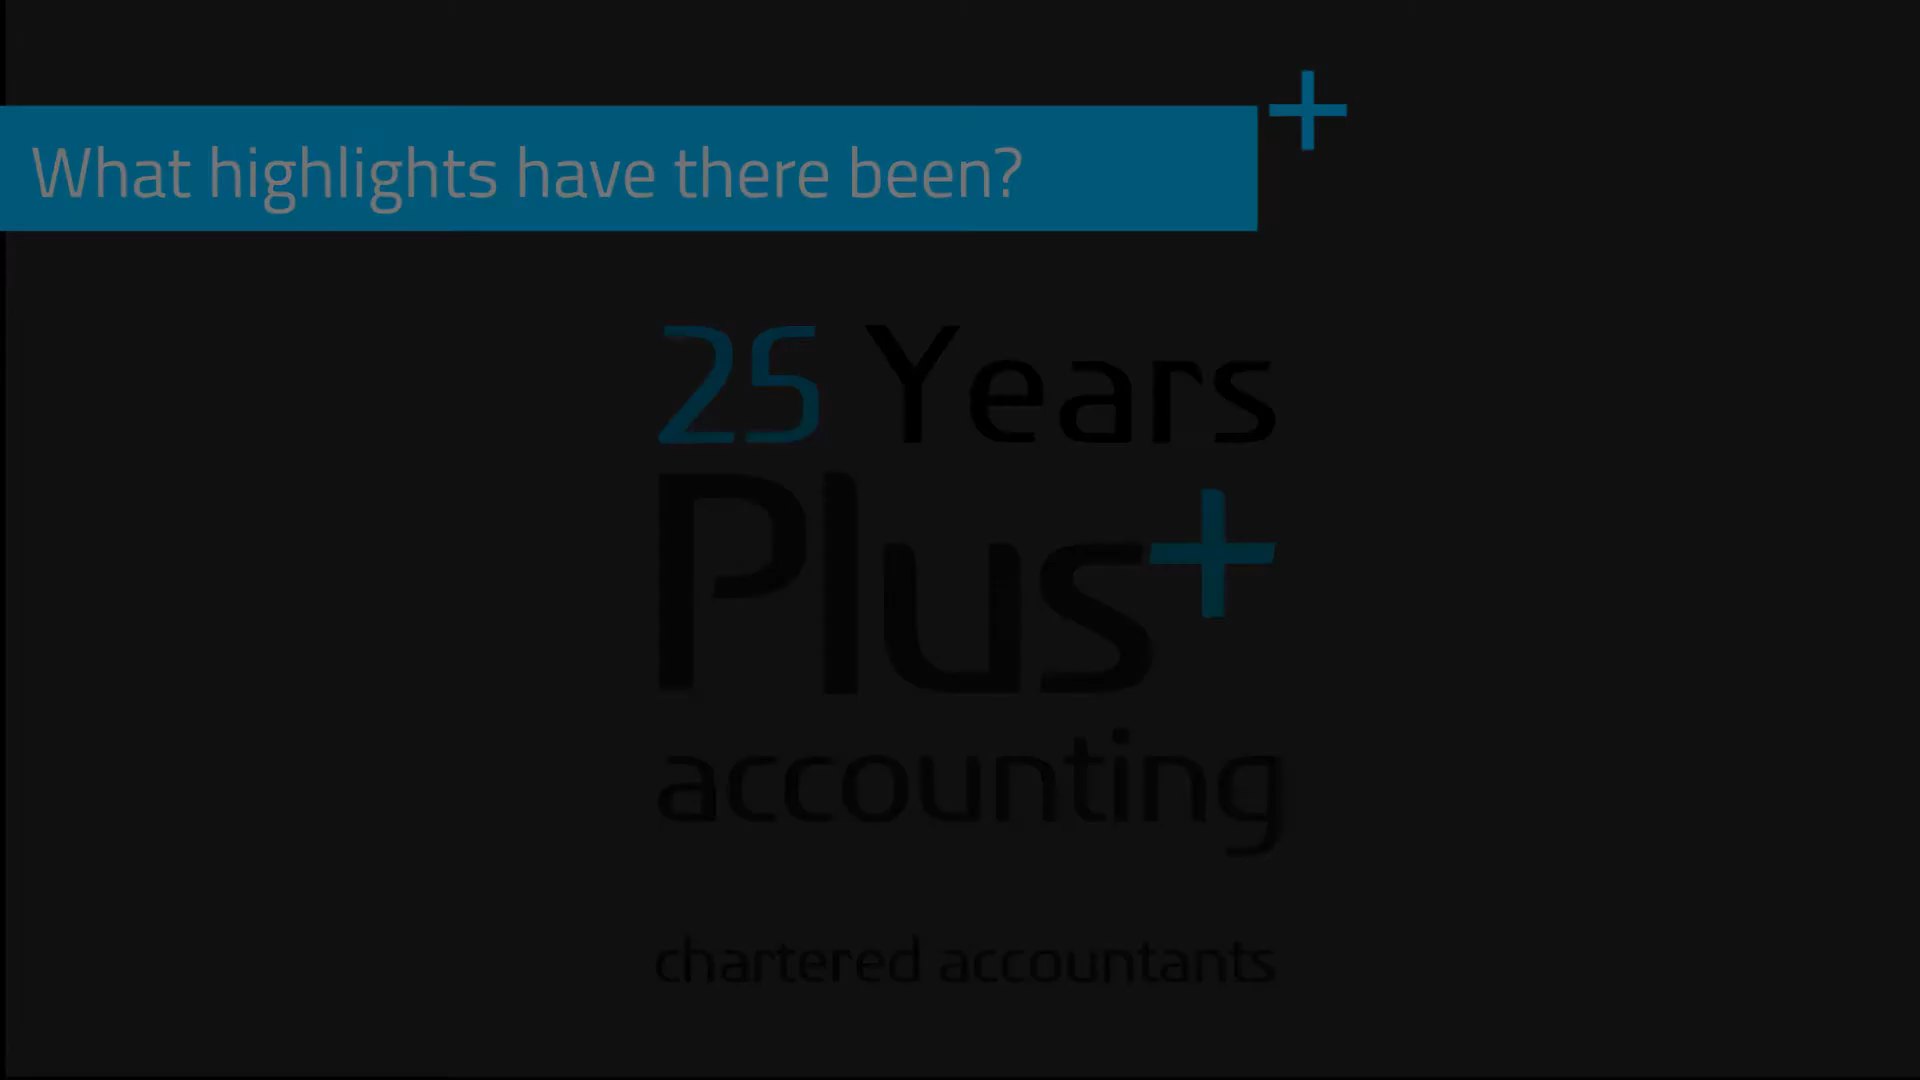 What highlights have there been?
25 Years
Plus+
accounting
chartered accountants